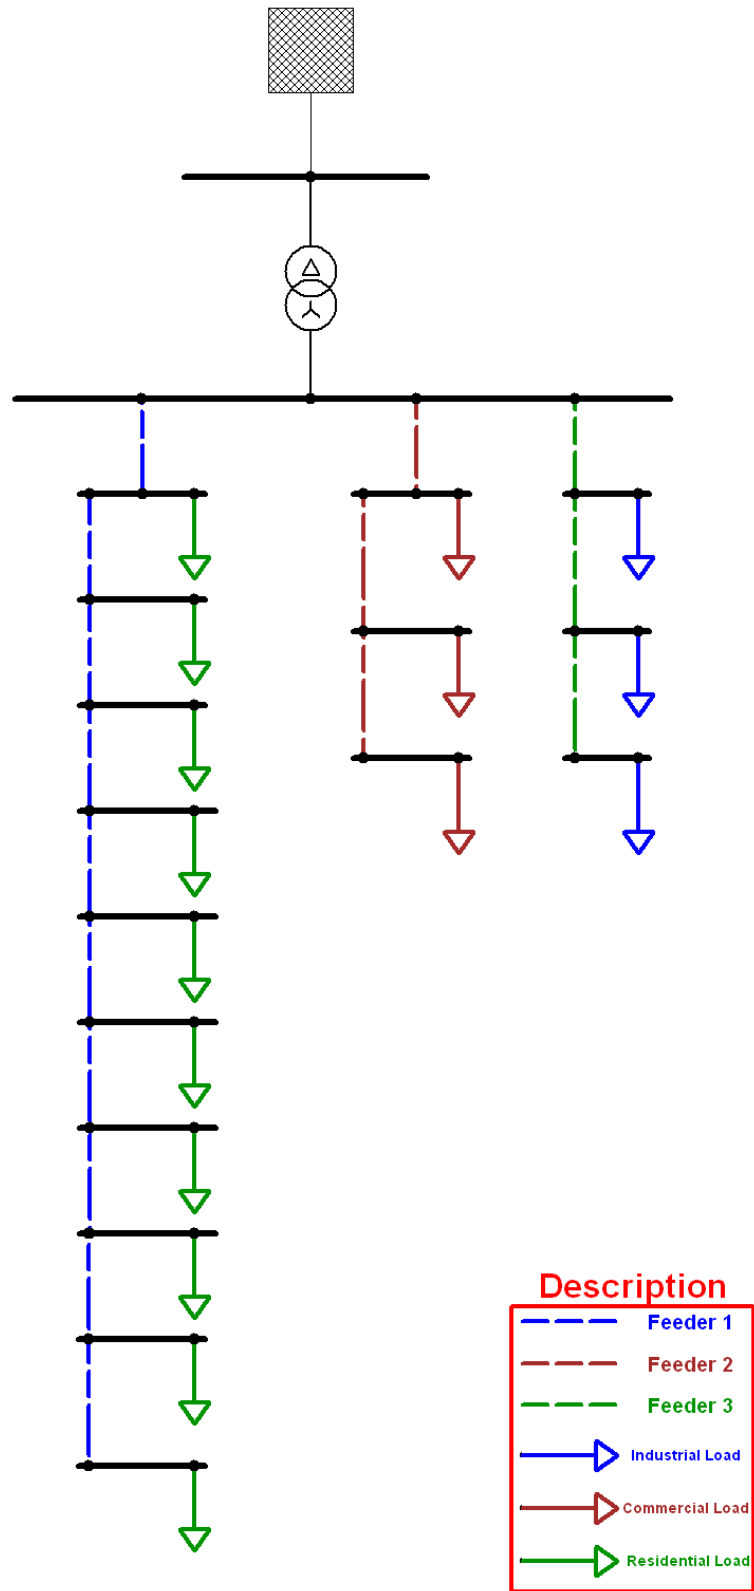 Description
Feeder 1
Feeder 2
Feeder 3
Industrial Load
Commercial Load
Residential Load